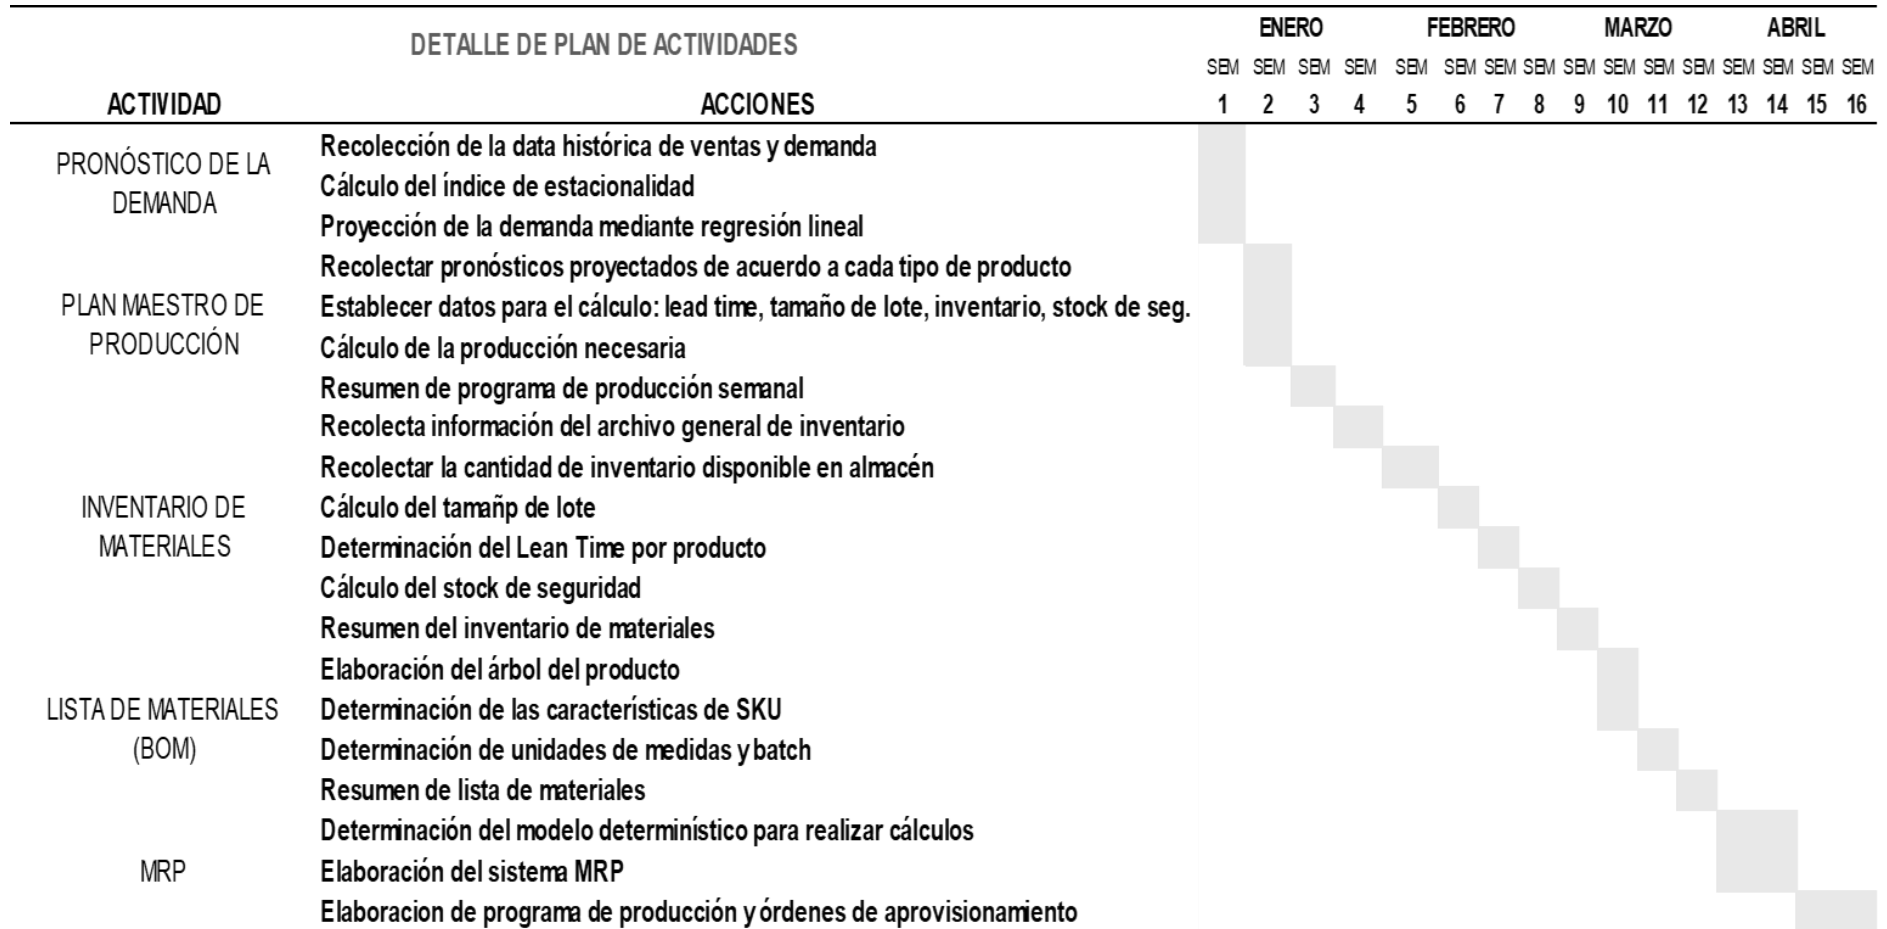 DETALLE DE PLAN DE ACTIVIDADES
ENERO FEBRERO MARZO ABRIL
SEM SEM SEM SEM SEM SEM SEM SEM SEM SEM SEM SEM SEM SEM SEM SEM
ACTIVIDAD ACCIONES 1 2 3 4 5 6 7 8 9 10 11 12 13 14 15 16
PRONÓSTICO DE LA
DEMANDA
Recolección de la data histórica de ventas y demanda
Cálculo del índice de estacionalidad
Proyección de la demanda mediante regresión lineal
PLAN MAESTRO DE
PRODUCCIÓN
Recolectar pronósticos proyectados de acuerdo a cada tipo de producto
Establecer datos para el cálculo: lead time, tamaño de lote, inventario, stock de seg.
Cálculo de la producción necesaria
Resumen de programa de producción semanal
INVENTARIO DE
MATERIALES
Recolecta información del archivo general de inventario
Recolectar la cantidad de inventario disponible en almacén
Cálculo del tamañp de lote
Determinación del Lean Time por producto
Cálculo del stock de seguridad
Resumen del inventario de materiales
LISTA DE MATERIALES
(BOM)
Elaboración del árbol del producto
Determinación de las características de SKU
Determinación de unidades de medidas y batch
Resumen de lista de materiales
MRP
Determinación del modelo determinístico para realizar cálculos
Elaboración del sistema MRP
Elaboracion de programa de producción y órdenes de aprovisionamiento